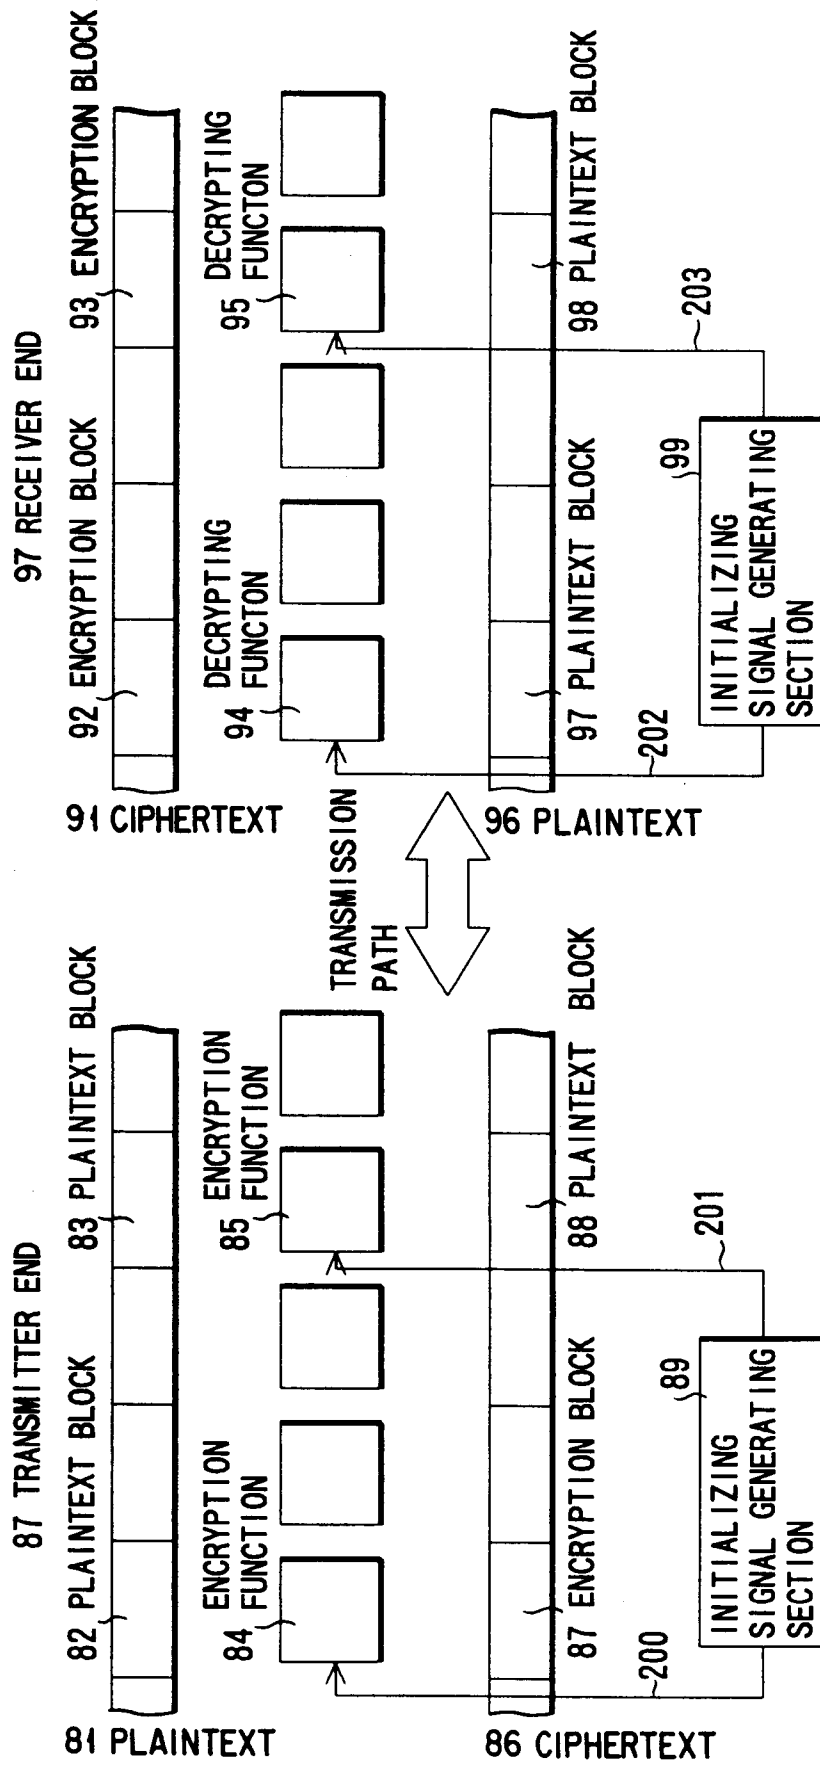 87 TRANSMITTER END
81 PLAINTEXT
82 PLAINTEXT BLOCK
83 PLAINTEXT BLOCK
84
ENCRYPTION
FUNCTION
85
ENCRYPTION
FUNCTION
86 CIPHERTEXT
87 ENCRYPTION BLOCK
88 PLAINTEXT BLOCK
200
201
89
INITIALIZING
SIGNAL GENERATING
SECTION
TRANSMISSION
PATH
97 RECEIVER END
91 CIPHERTEXT
92 ENCRYPTION BLOCK
93 ENCRYPTION BLOCK
94
DECRYPTING
FUNCTON
95
DECRYPTING
FUNCTON
96 PLAINTEXT
97 PLAINTEXT BLOCK
98 PLAINTEXT BLOCK
202
203
99
INITIALIZING
SIGNAL GENERATING
SECTION